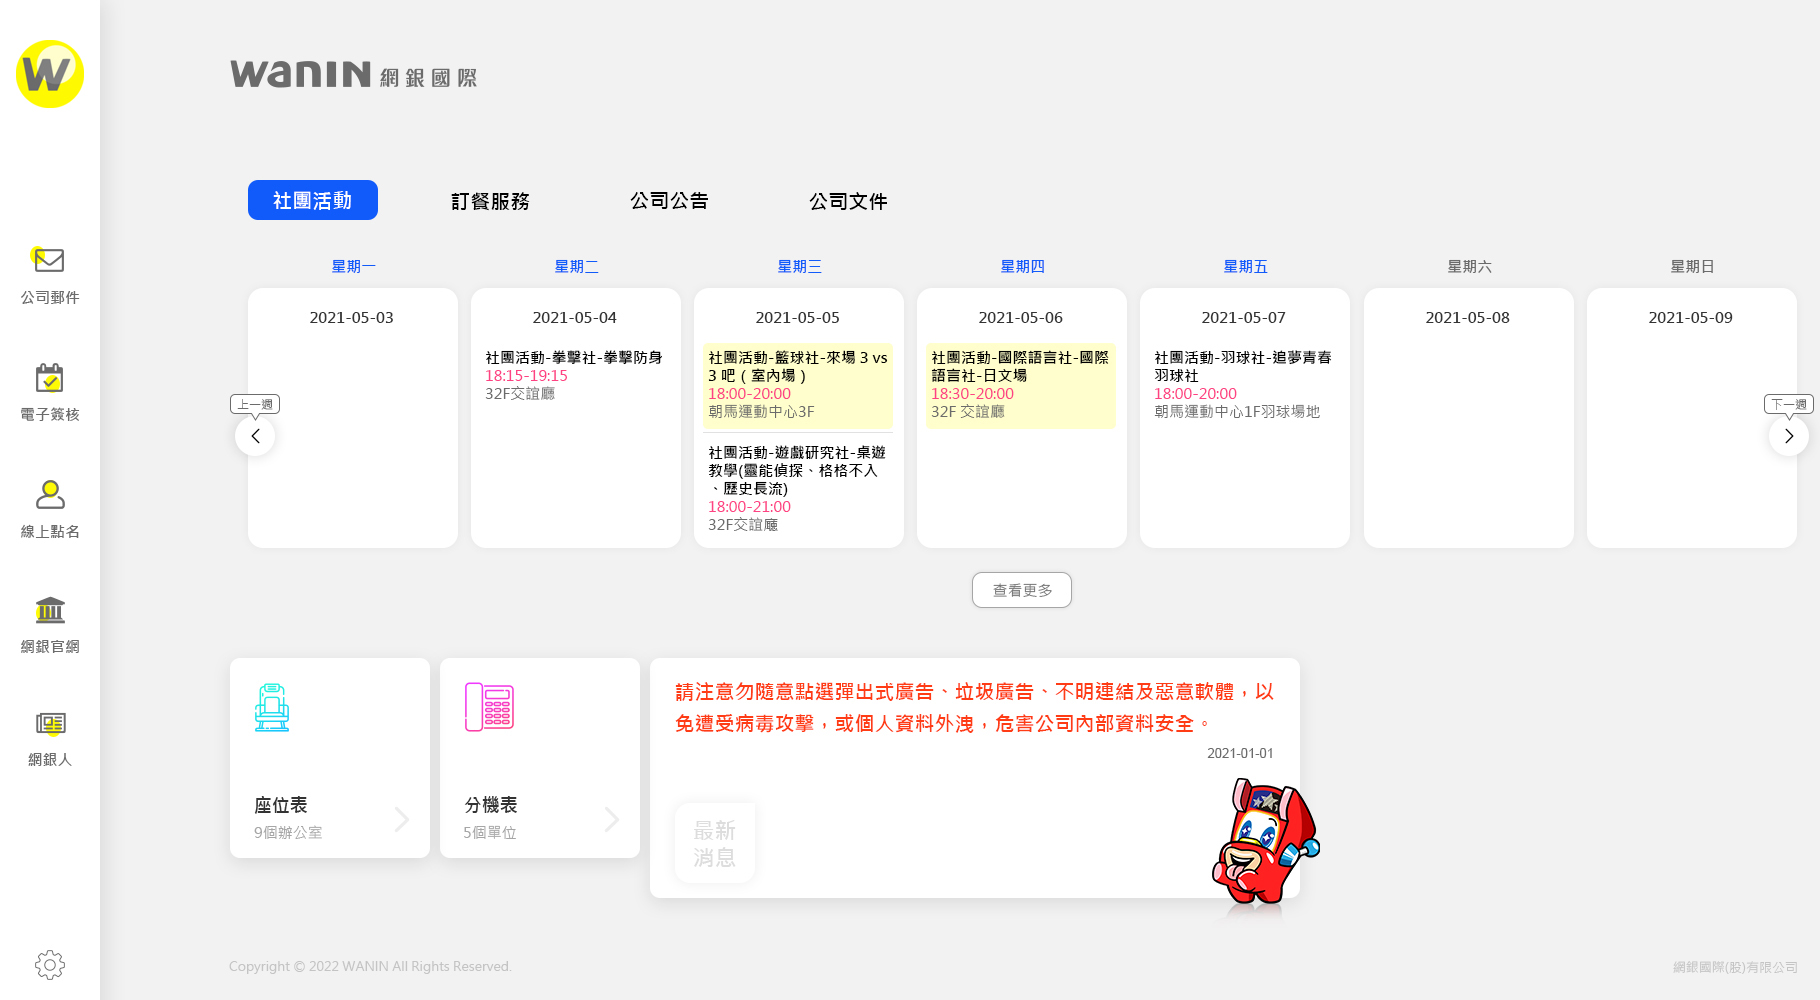 W
公司郵件
電子簽核
線上點名
網銀官網
網銀人
wanin 網銀國際
社團活動 訂餐服務 公司公告 公司文件
星期一 星期二 星期三 星期四 星期五 星期六 星期日
2021-05-03
2021-05-04
社團活動-拳擊社-拳擊防身
18:15-19:15
32F交誼廳
2021-05-05
社團活動-籃球社-來場 3 vs
3 吧 ( 室內場 )
18:00-20:00
朝馬運動中心3F
社團活動-遊戲研究社-桌遊
教學(靈能偵探、格格不入
、歷史長流)
18:00-21:00
32F交誼廳
2021-05-06
社團活動-國際語言社-國際
語言社-日文場
18:30-20:00
32F 交誼廳
2021-05-07
社團活動-羽球社-追夢青春
羽球社
18:00-20:00
朝馬運動中心1F羽球場地
2021-05-08
2021-05-09
上一週
下一週
查看更多
座位表
9個辦公室
分機表
5個單位
請注意勿隨意點選彈出式廣告、垃圾廣告、不明連結及惡意軟體，以
免遭受病毒攻擊，或個人資料外洩，危害公司內部資料安全。
2021-01-01
最新
消息
Copyright © 2022 WANIN All Rights Reserved.
網銀國際(股)有限公司